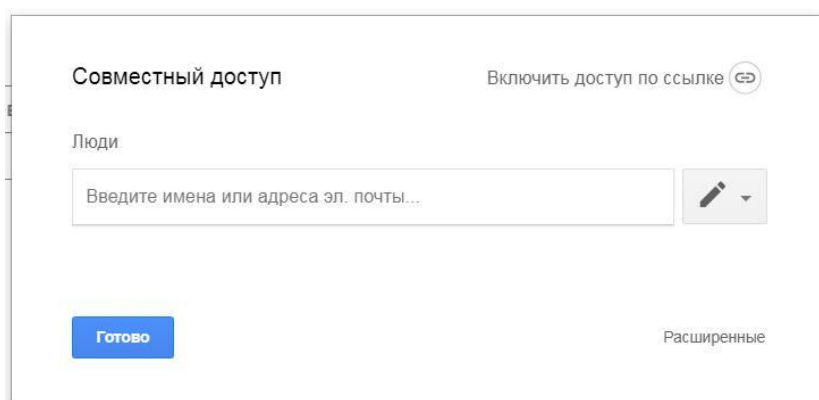 Совместный доступ
Включить доступ по ссылке
Люди
Введите имена или адреса эл. почты...
Готово
Расширенные